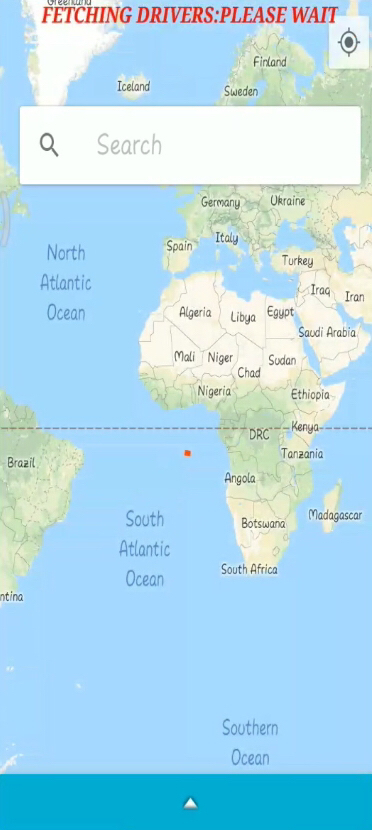 Greenland
FETCHING DRIVERS:PLEASE WAIT
Finland
Iceland
Sweden
Search
Germany
Ukraine
Spain
Italy
Turkey
North
Atlantic
Ocean
Iraq
Iran
Algeria
Libya
Egypt
Saudi Arabia
Mali
Niger
Chad
Sudan
Nigeria
Ethiopia
Kenya
DRC
Brazil
Tanzania
Angola
South
Atlantic
Ocean
Botswana
Madagascar
South Africa
ntina
Southern
Ocean